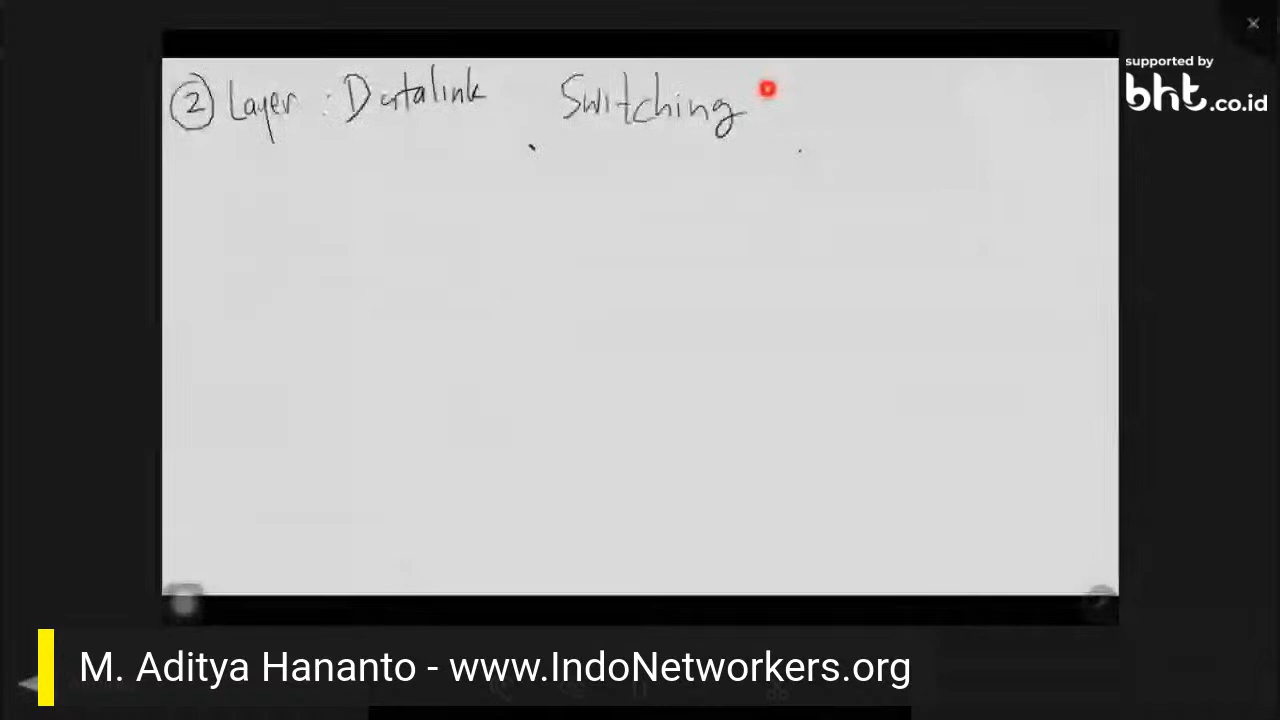 ② Layer : Datalink Switching
supported by
bht.co.id
M. Aditya Hananto - www.IndoNetworkers.org